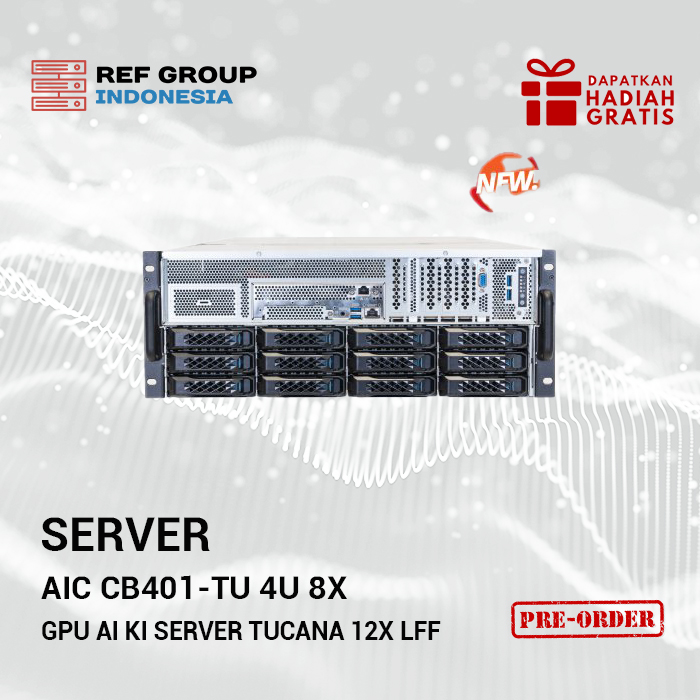 REF GROUP
INDONESIA
DAPATKAN
HADIAH
GRATIS
NEW!
SERVER
AIC CB401-TU 4U 8X
GPU AI KI SERVER TUCANA 12X LFF
PRE-ORDER